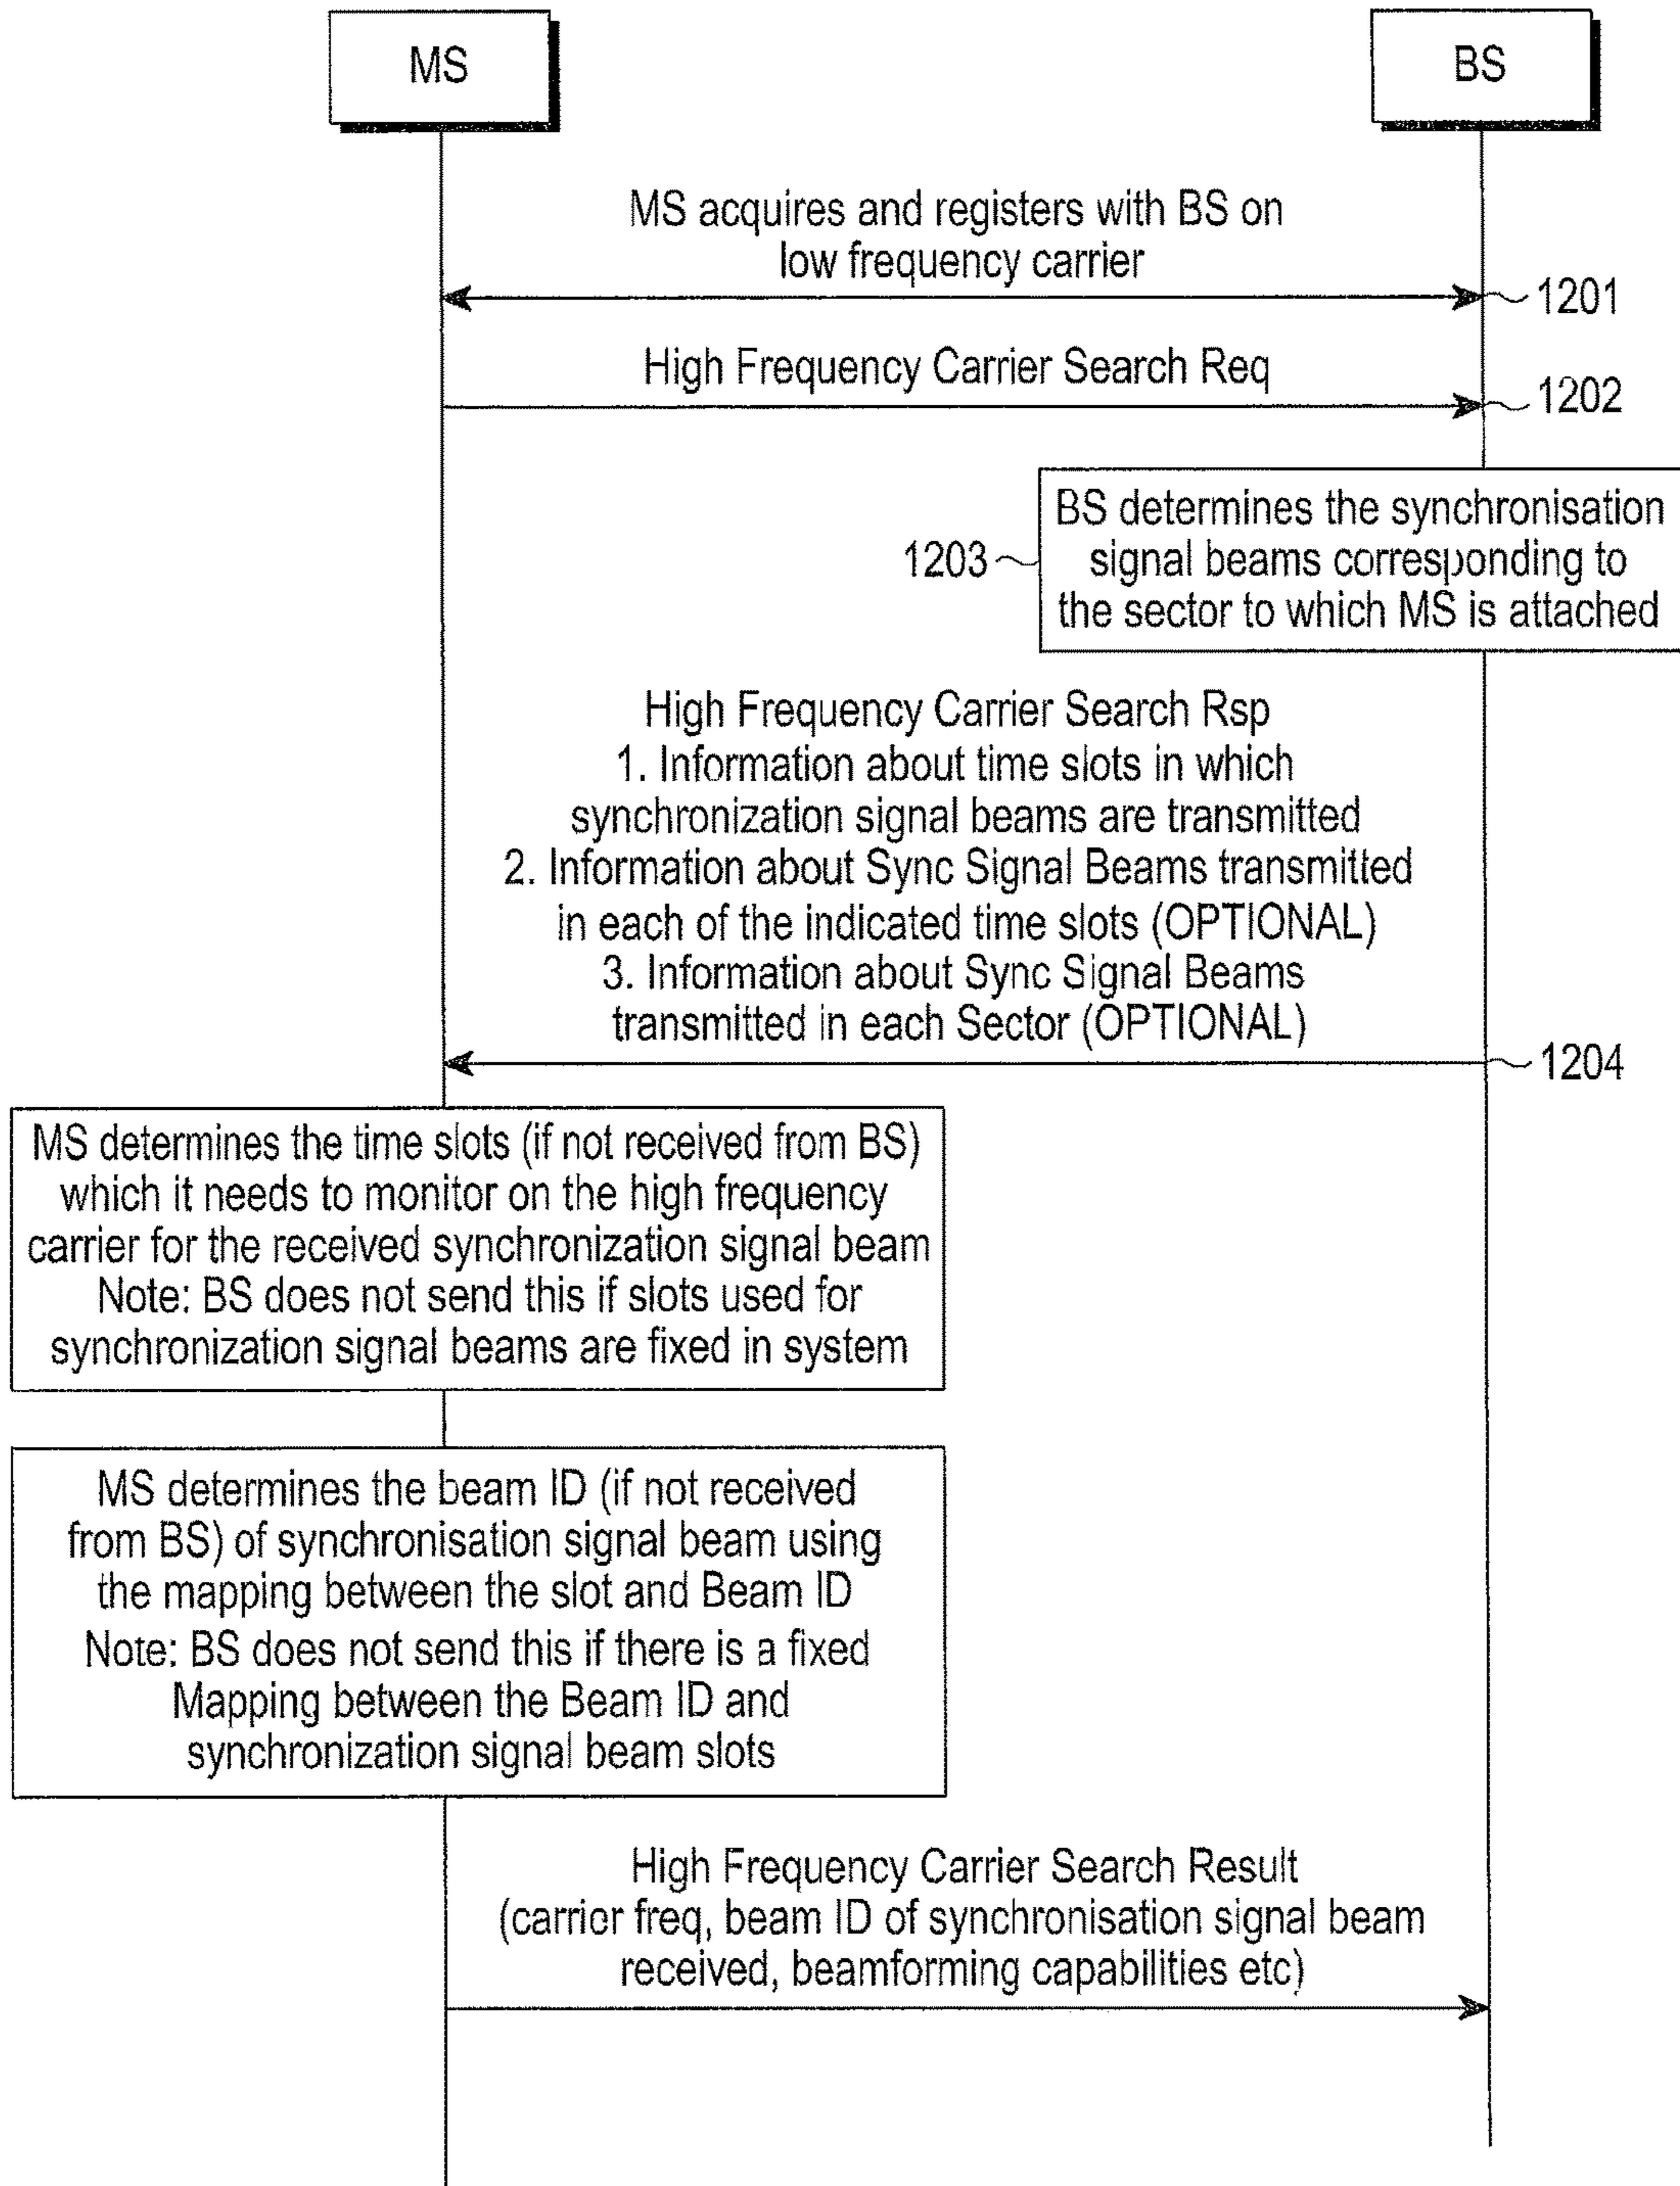 MS
BS
MS acquires and registers with BS on
low frequency carrier
1201
High Frequency Carrier Search Req
1202
BS determines the synchronisation
signal beams corresponding to
the sector to which MS is attached
1203
High Frequency Carrier Search Rsp
1. Information about time slots in which
synchronization signal beams are transmitted
2. Information about Sync Signal Beams transmitted
in each of the indicated time slots (OPTIONAL)
3. Information about Sync Signal Beams
transmitted in each Sector (OPTIONAL)
1204
MS determines the time slots (if not received from BS)
which it needs to monitor on the high frequency
carrier for the received synchronization signal beam
Note: BS does not send this if slots used for
synchronization signal beams are fixed in system
MS determines the beam ID (if not received
from BS) of synchronisation signal beam using
the mapping between the slot and Beam ID
Note: BS does not send this if there is a fixed
Mapping between the Beam ID and
synchronization signal beam slots
High Frequency Carrier Search Result
(carrier freq, beam ID of synchronisation signal beam
received, beamforming capabilities etc)